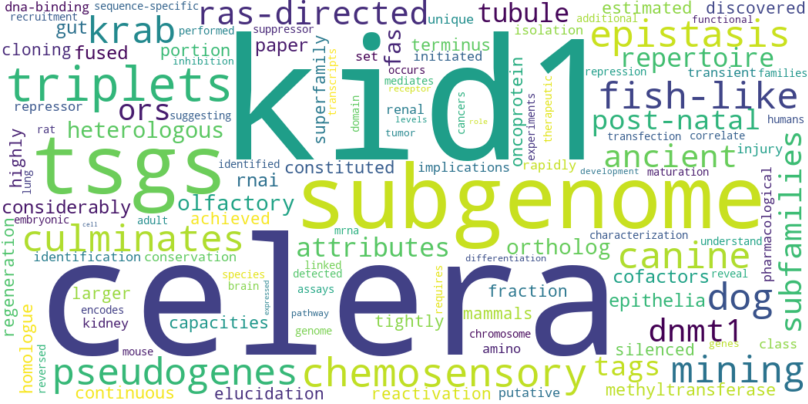 dna-binding sequence-specific ras-directed recruitment estimated discovered
gut krab tubule unique suppressor additional functional
performed isolation epistasis
cloning fused portion inhibition paper fas terminus initiated repertoire
triplets superfamily transcripts set occurs mediates receptor repression transient families
repressor ors suggesting domain renal levels cancers role oncoprotein experiments therapeutic fish-like
kid1
heterologous tumor post-natal humans
highly rat lung tsgs identified constituted implications rapidly transfection correlate injury
rnai development maturation ancient
considerably olfactory subgenome pharmacological subfamilies
embryonic adult achieved
cell culminates mrna attributes characterization understand
regeneration identification conservation linked ortholog canine reveal
celera species detected differentiation
brain assays fraction cofactors
larger expressed requires epithelia dog
encodes capacities pathway tightly mammals
kidney genome chromosome dnmt1
homologue reversed mouse amino silenced genes class
pseudogenes chemosensory tags mining
continuous elucidation reactivation putative methyltransferase